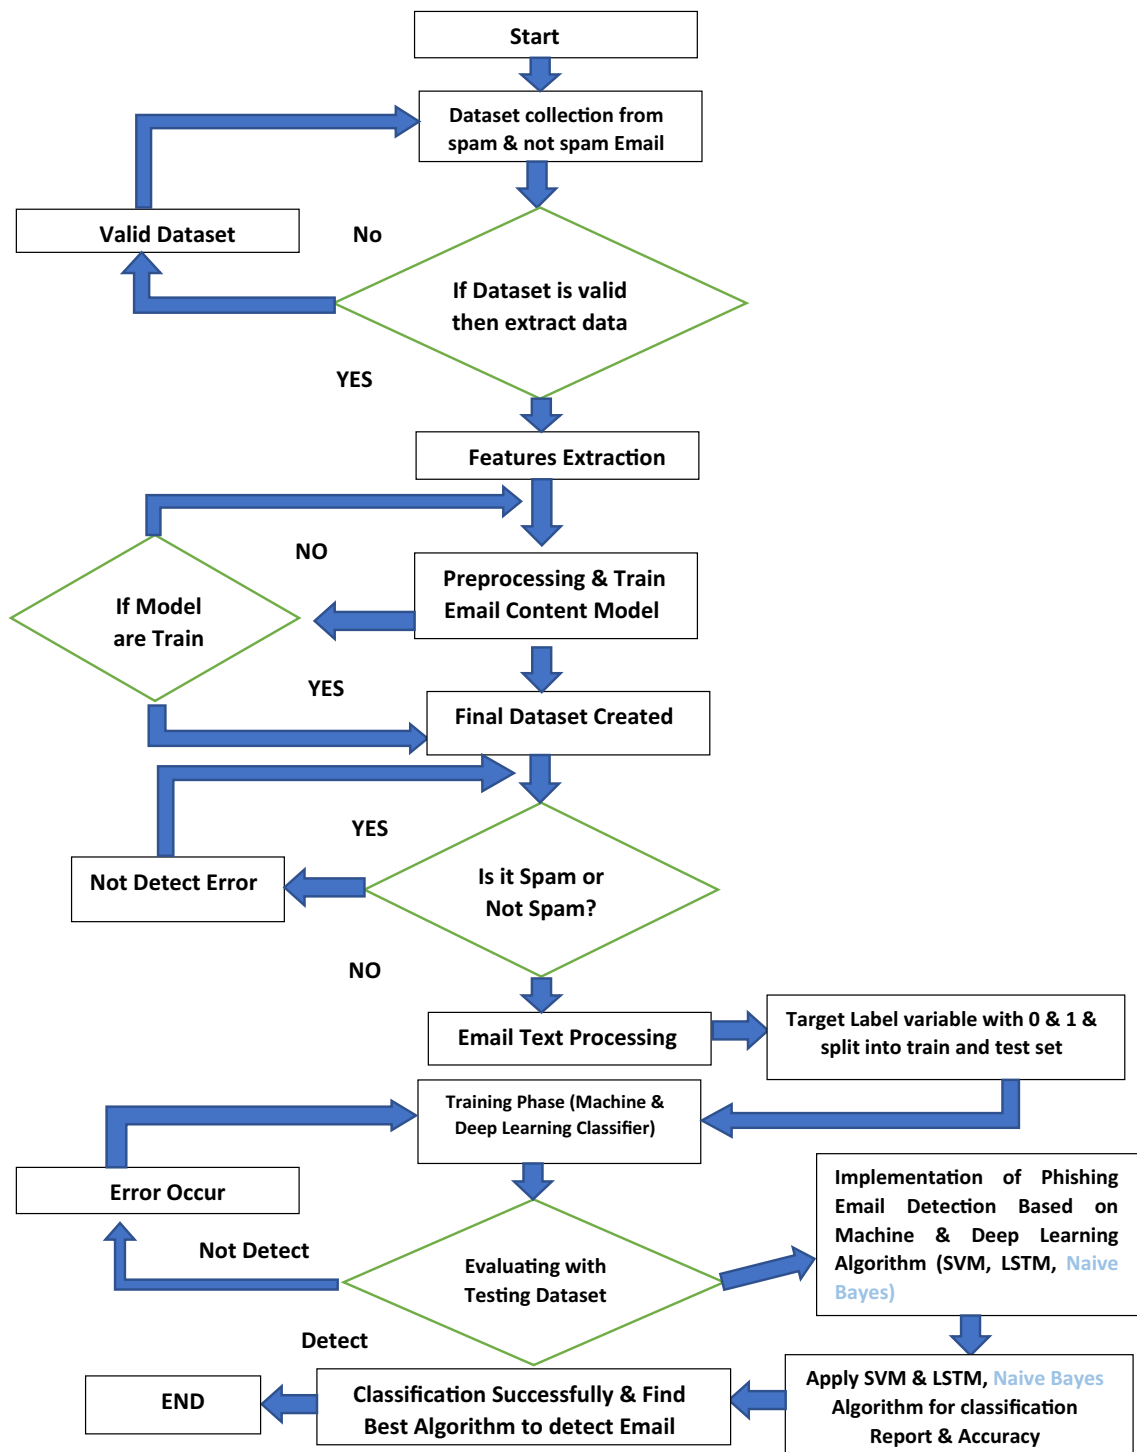 Start
Dataset collection from
spam & not spam Email
Valid Dataset
No
If Dataset is valid
then extract data
YES
Features Extraction
NO
If Model
are Train
Preprocessing & Train
Email Content Model
YES
Final Dataset Created
YES
Not Detect Error
Is it Spam or
Not Spam?
NO
Email Text Processing
Target Label variable with 0 & 1 &
split into train and test set
Training Phase (Machine &
Deep Learning Classifier)
Error Occur
Not Detect
Evaluating with
Testing Dataset
Implementation of Phishing
Email Detection Based on
Machine & Deep Learning
Algorithm (SVM, LSTM, Naive
Bayes)
Detect
END
Classification Successfully & Find
Best Algorithm to detect Email
Apply SVM & LSTM, Naive Bayes
Algorithm for classification
Report & Accuracy